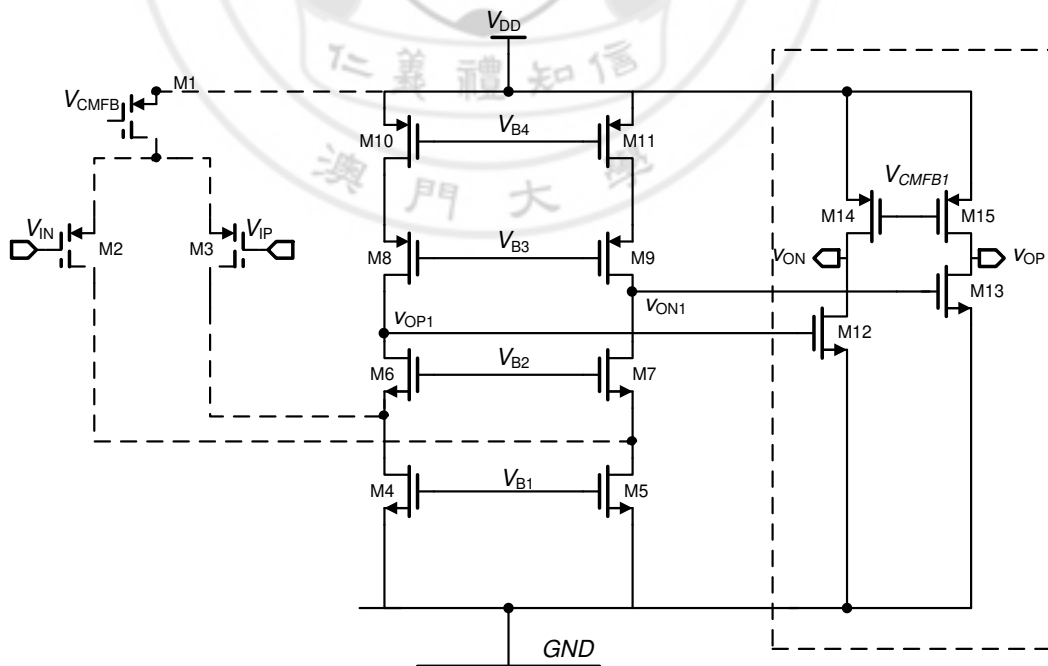 VDD
仁義禮知信
澳門大學
VCMFB
M1
VIN
M2
M3
VIP
M10
VB4
M11
M8
VB3
M9
vOP1
vON1
M6
VB2
M7
M4
VB1
M5
VCMFB1
M14
M15
vON
vOP
M13
M12
GND